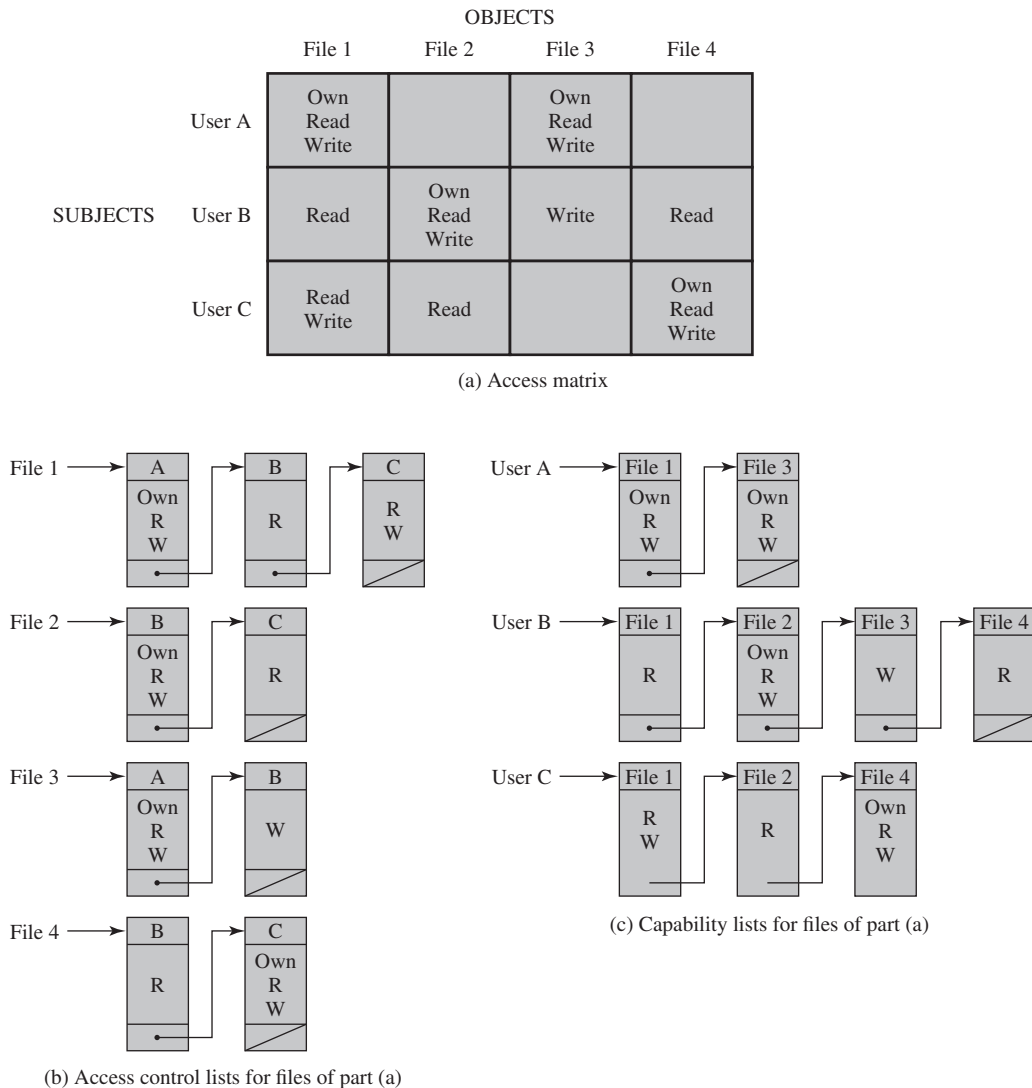 OBJECTS
File 1 File 2 File 3 File 4
SUBJECTS
User A
Own
Read
Write
Own
Read
Write
User B
Read
Own
Read
Write
Write
Read
User C
Read
Write
Read
Own
Read
Write
(a) Access matrix
File 1
A
Own
R
W
B
R
C
R
W
File 2
B
Own
R
W
C
R
File 3
A
Own
R
W
B
W
File 4
B
R
C
Own
R
W
(b) Access control lists for files of part (a)
User A
File 1
Own
R
W
File 3
Own
R
W
User B
File 1
R
File 2
Own
R
W
File 3
W
File 4
R
User C
File 1
R
W
File 2
R
File 4
Own
R
W
(c) Capability lists for files of part (a)